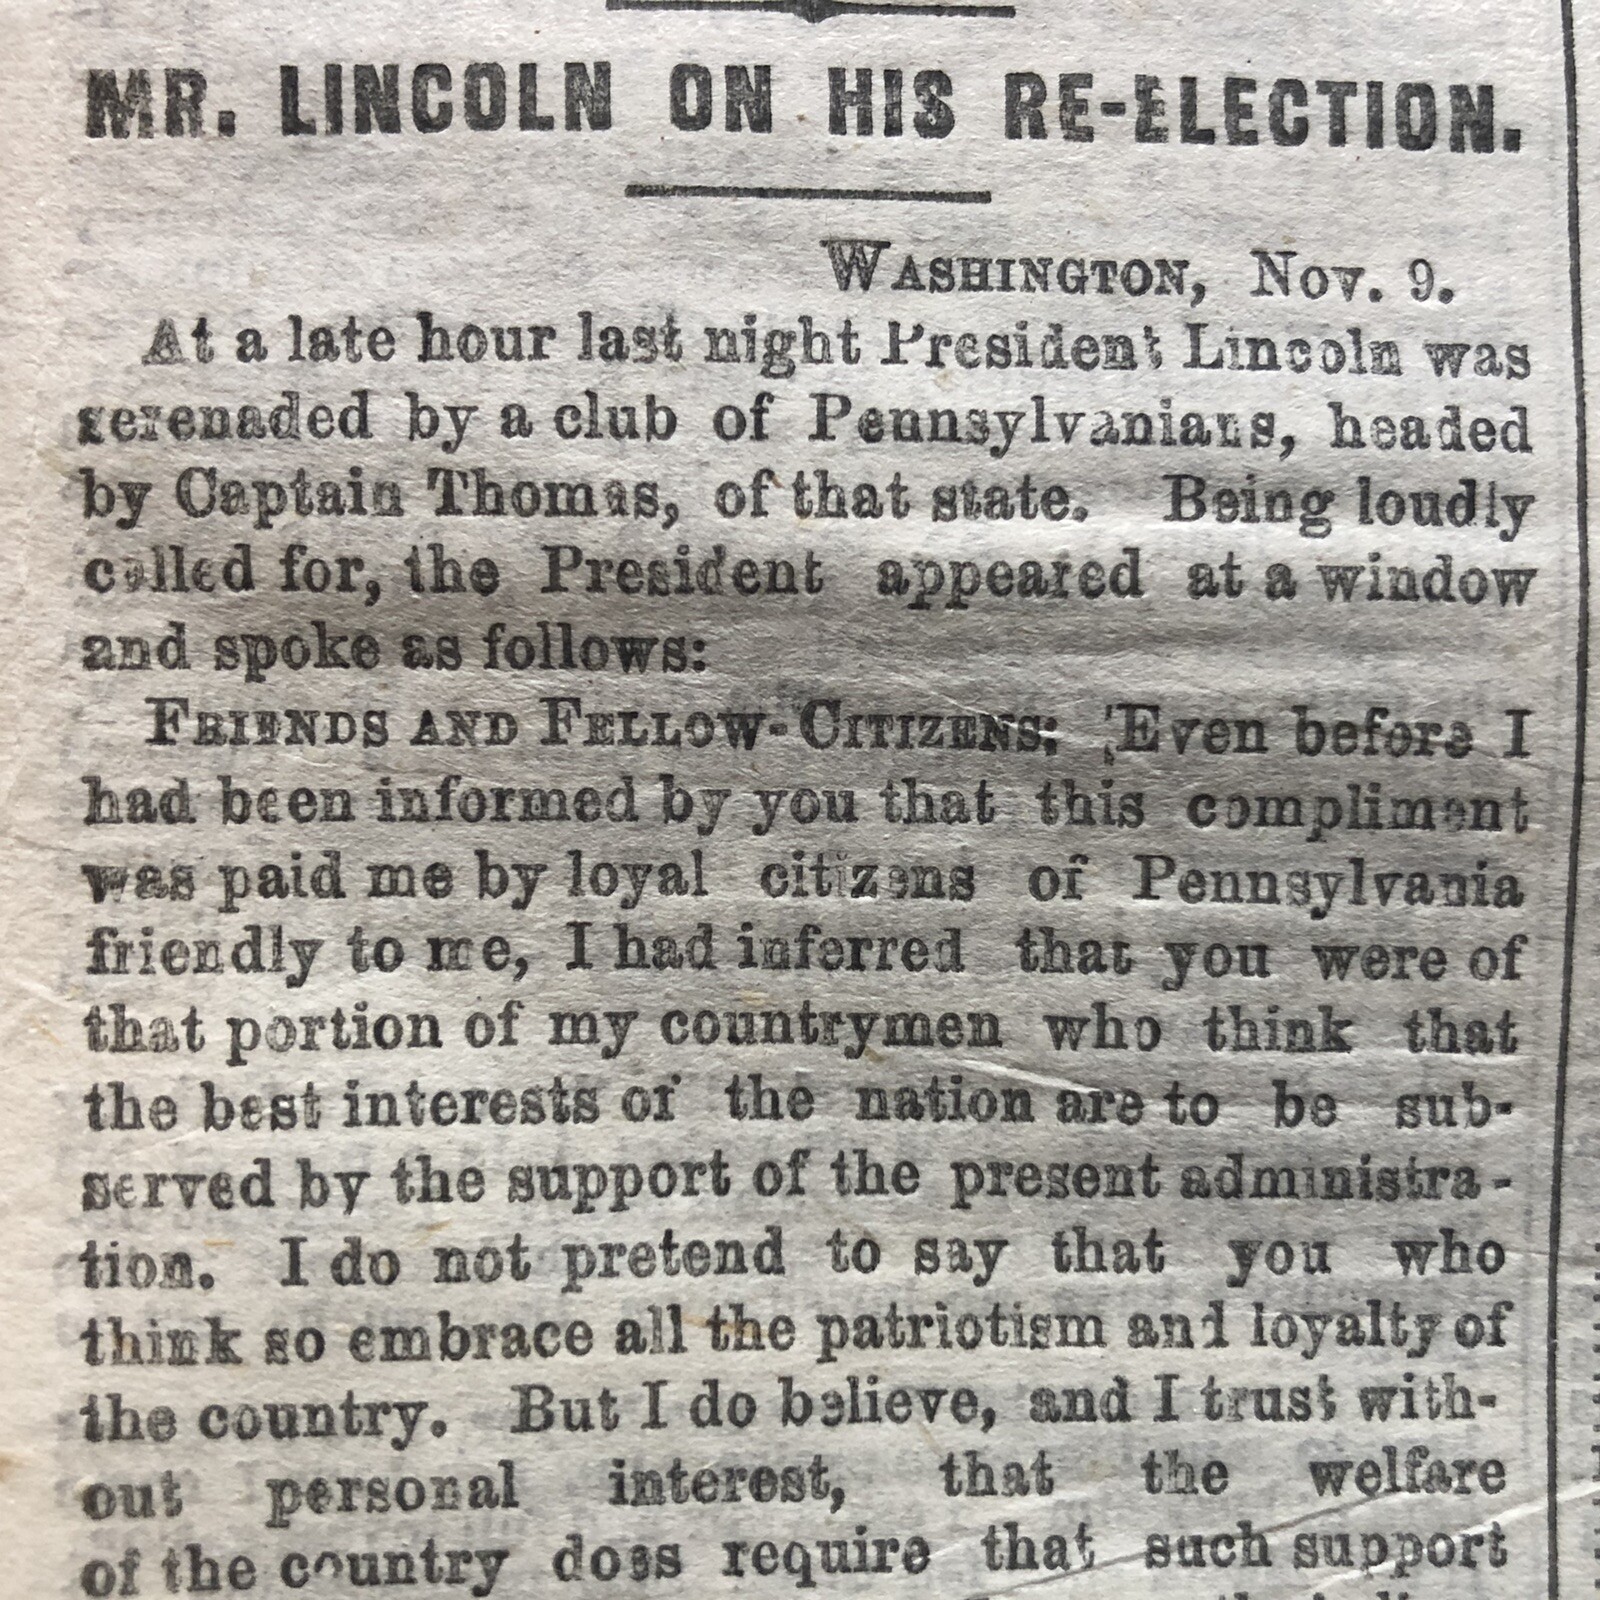 MR. LINCOLN ON HIS RE-ELECTION.
WASHINGTON, Nov. 9.
At a late hour last night President Lincoln was
serenaded by a club of Pennsylvanians, headed
by Captain Thomas, of that state. Being loudly
called for, the President appeared at a window
and spoke as follows:
FRIENDS AND FELLOW-CITIZENS: Even before I
had been informed by you that this compliment
was paid me by loyal citizens of Pennsylvania
friendly to me, I had inferred that you were of
that portion of my countrymen who think that
the best interests of the nation are to be sub-
served by the support of the present administra-
tion. I do not pretend to say that you who
think so embrace all the patriotism and loyalty of
the country. But I do believe, and I trust with-
out personal interest, that the welfare
of the country does require that such support